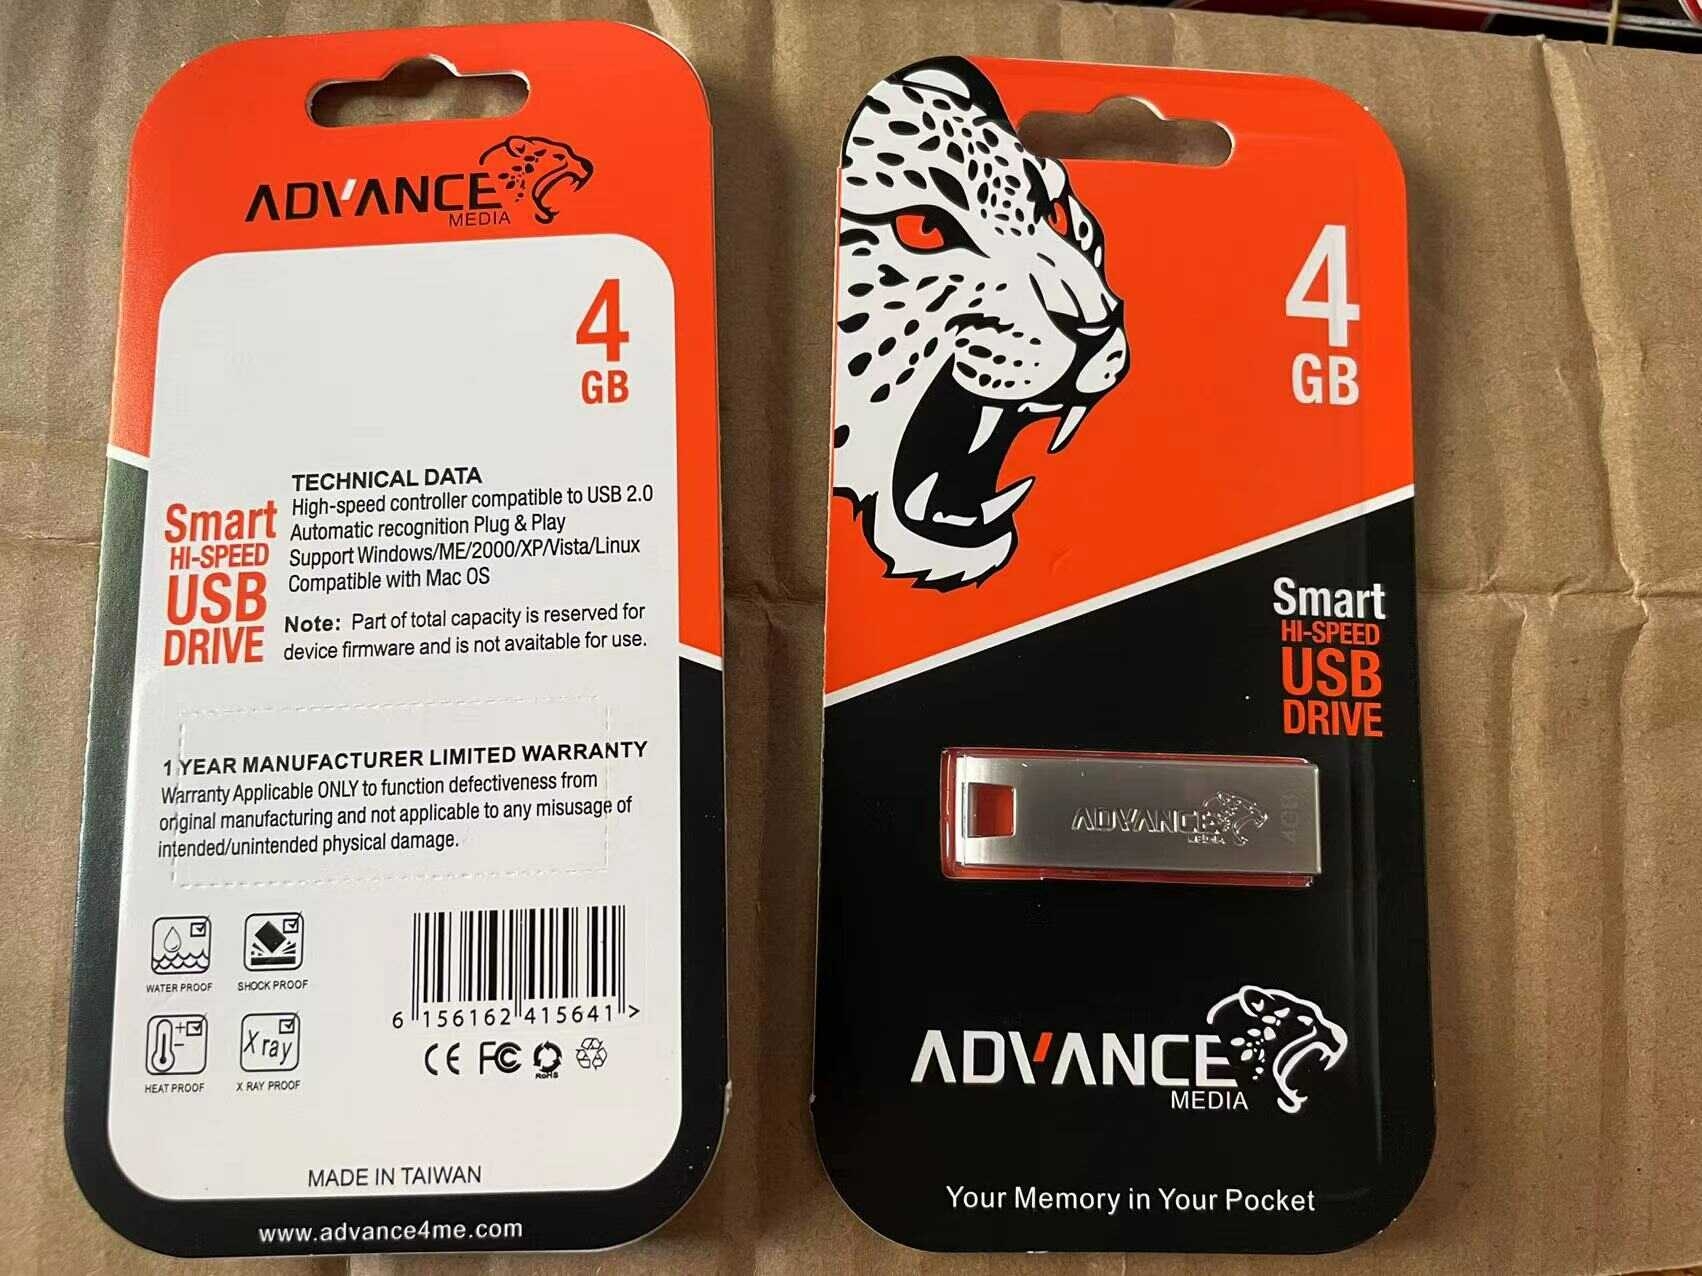 ADVANCE
MEDIA
4
GB
Smart
HI-SPEED
USB
DRIVE
TECHNICAL DATA
High-speed controller compatible to USB 2.0
Automatic recognition Plug & Play
Support Windows/ME/2000/XP/Vista/Linux
Compatible with Mac OS
Note: Part of total capacity is reserved for
device firmware and is not available for use.
1 YEAR MANUFACTURER LIMITED WARRANTY
Warranty Applicable ONLY to function defectiveness from
original manufacturing and not applicable to any misusage of
intended/unintended physical damage.
WATER PROOF
SHOCK PROOF
X ray
HEAT PROOF
X RAY PROOF
6 156162 415641 >
CE FC RoHS
MADE IN TAIWAN
www.advance4me.com
4
GB
Smart
HI-SPEED
USB
DRIVE
ADVANCE
MEDIA
4GB
ADVANCE
MEDIA
Your Memory in Your Pocket